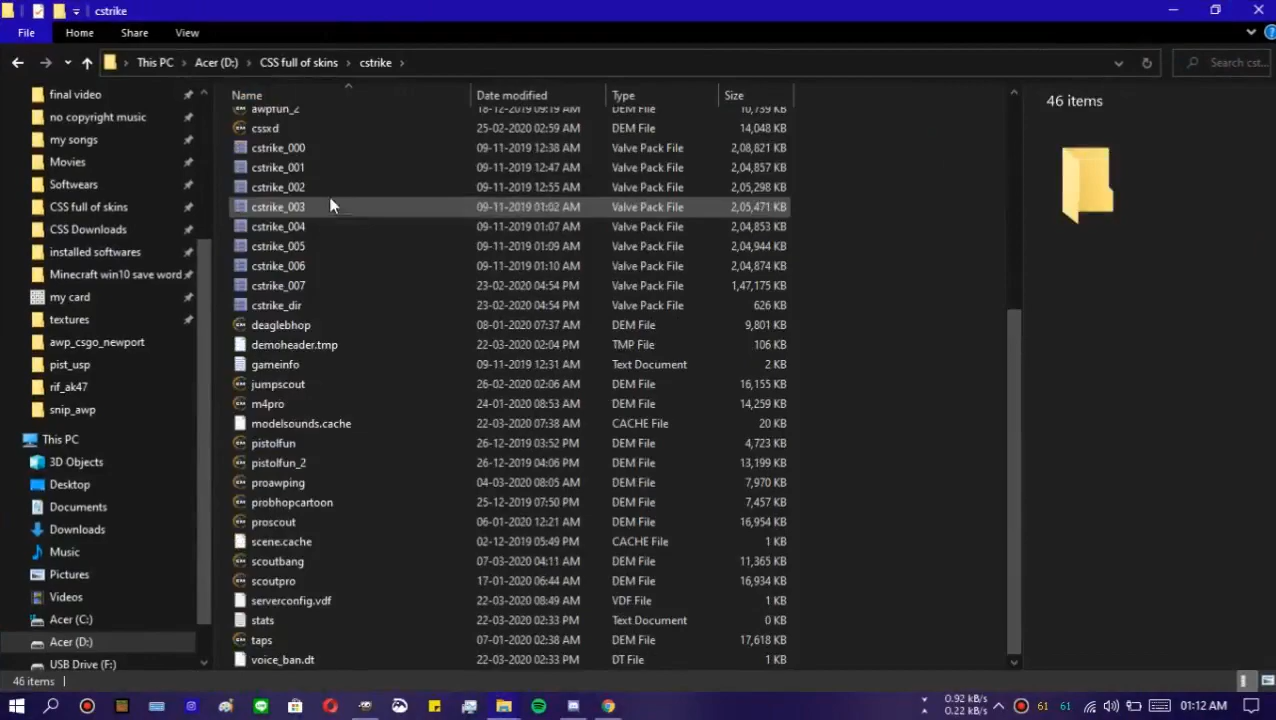 cstrike
File Home Share View
This PC Acer (D:) CSS full of skins cstrike Search cst...
final video
no copyright music
my songs
Movies
Softwears
CSS full of skins
CSS Downloads
installed softwares
Minecraft win10 save word
my card
textures
awp_csgo_newport
pist_usp
rif_ak47
snip_awp
This PC
3D Objects
Desktop
Documents
Downloads
Music
Pictures
Videos
Acer (C:)
Acer (D:)
USB Drive (F:)
Name Date modified Type Size
awpfun_2 18-12-2019 09:19 AM DEM File 10,759 KB
cssxd 25-02-2020 02:59 AM DEM File 14,048 KB
cstrike_000 09-11-2019 12:38 AM Valve Pack File 2,08,821 KB
cstrike_001 09-11-2019 12:47 AM Valve Pack File 2,04,857 KB
cstrike_002 09-11-2019 12:55 AM Valve Pack File 2,05,298 KB
cstrike_003 09-11-2019 01:02 AM Valve Pack File 2,05,471 KB
cstrike_004 09-11-2019 01:07 AM Valve Pack File 2,04,853 KB
cstrike_005 09-11-2019 01:09 AM Valve Pack File 2,04,944 KB
cstrike_006 09-11-2019 01:10 AM Valve Pack File 2,04,874 KB
cstrike_007 23-02-2020 04:54 PM Valve Pack File 1,47,175 KB
cstrike_dir 23-02-2020 04:54 PM Valve Pack File 626 KB
deaglebhop 08-01-2020 07:37 AM DEM File 9,801 KB
demoheader.tmp 22-03-2020 02:04 PM TMP File 106 KB
gameinfo 09-11-2019 12:31 AM Text Document 2 KB
jumpscout 26-02-2020 02:06 AM DEM File 16,155 KB
m4pro 24-01-2020 08:53 AM DEM File 14,259 KB
modelsounds.cache 22-03-2020 07:38 AM CACHE File 20 KB
pistolfun 26-12-2019 03:52 PM DEM File 4,723 KB
pistolfun_2 26-12-2019 04:06 PM DEM File 13,199 KB
proawping 04-03-2020 08:05 AM DEM File 7,970 KB
probhopcartoon 25-12-2019 07:50 PM DEM File 7,457 KB
proscout 06-01-2020 12:21 AM DEM File 16,954 KB
scene.cache 02-12-2019 05:49 PM CACHE File 1 KB
scoutbang 07-03-2020 04:11 AM DEM File 11,365 KB
scoutpro 17-01-2020 06:44 AM DEM File 16,934 KB
serverconfig.vdf 22-03-2020 08:49 AM VDF File 1 KB
stats 22-03-2020 02:33 PM Text Document 0 KB
taps 07-01-2020 02:38 AM DEM File 17,618 KB
voice_ban.dt 22-03-2020 02:33 PM DT File 1 KB
46 items
46 items
0.92 kB/s
0.22 kB/s
61 61 01:12 AM